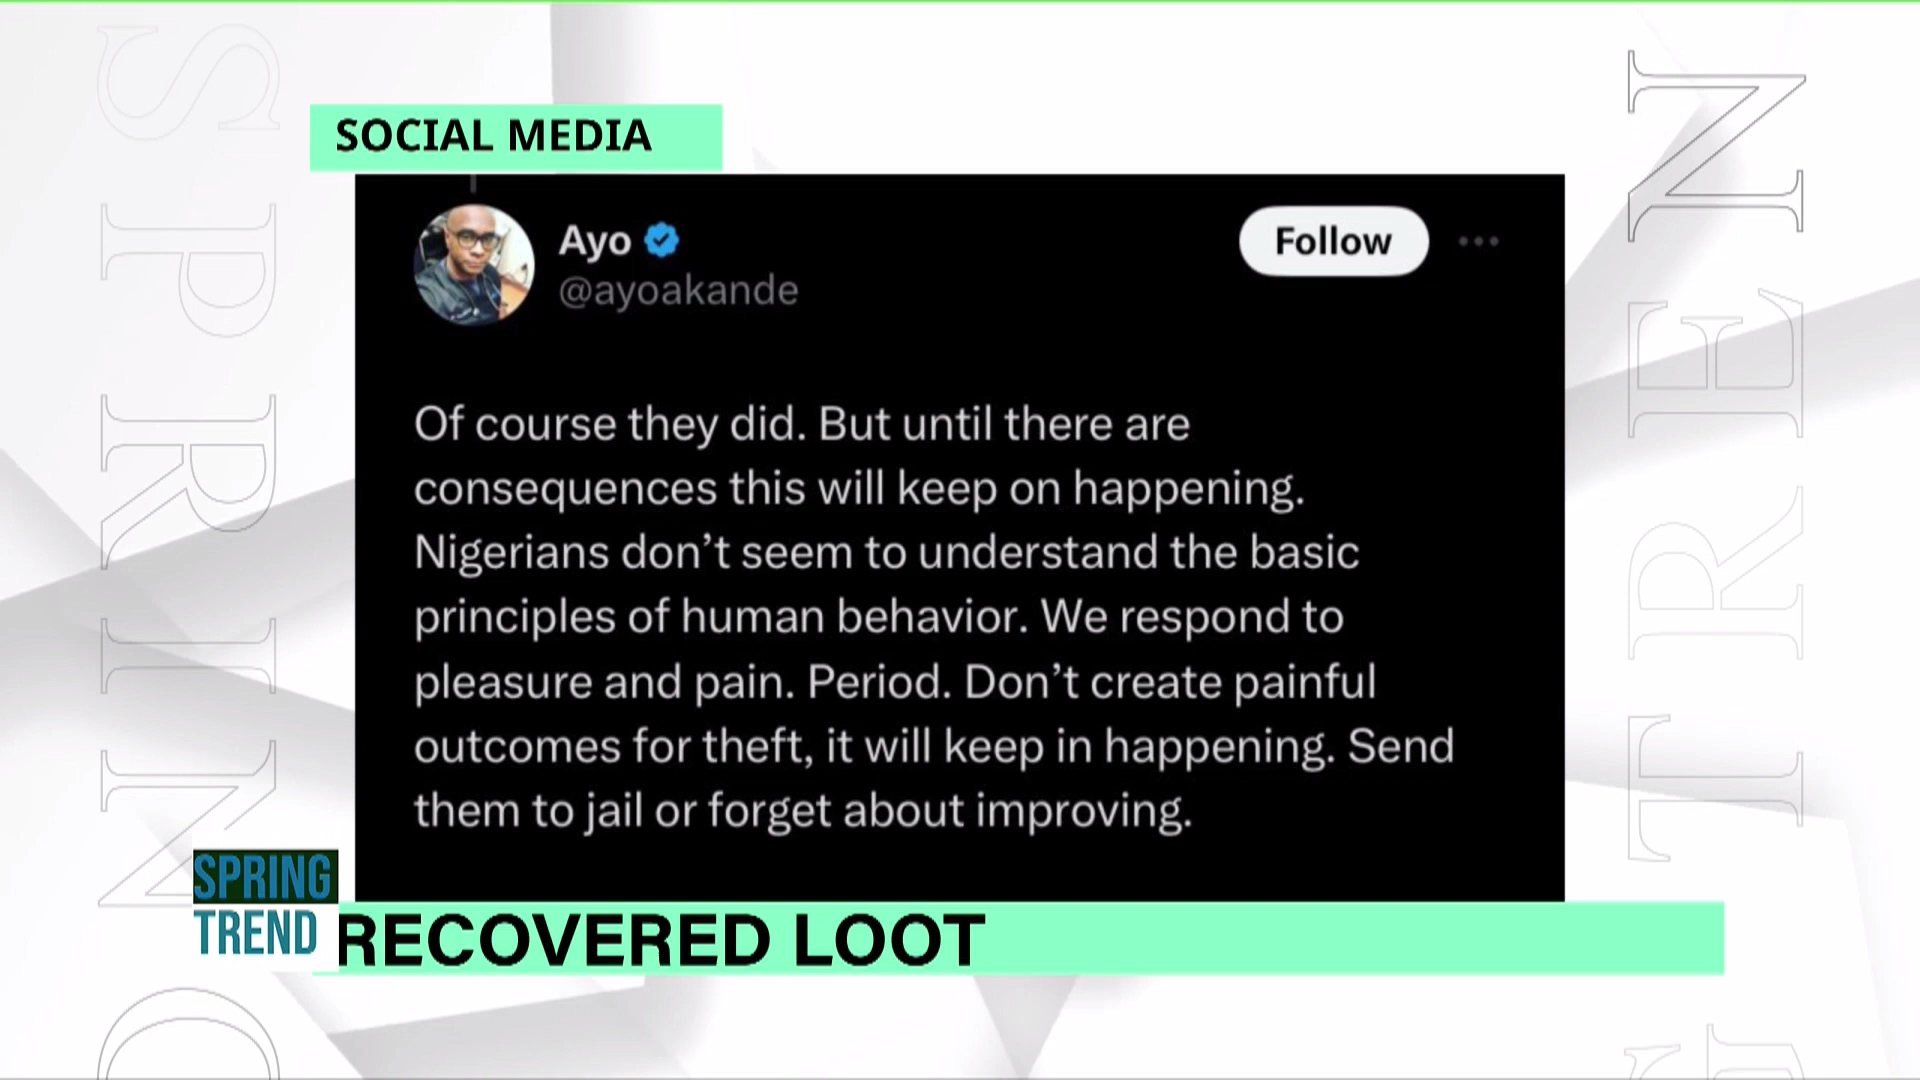 SOCIAL MEDIA
Ayo
Follow
@ayoakande
Of course they did. But until there are
consequences this will keep on happening.
Nigerians don’t seem to understand the basic
principles of human behavior. We respond to
pleasure and pain. Period. Don’t create painful
outcomes for theft, it will keep in happening. Send
them to jail or forget about improving.
SPRING
TREND
RECOVERED LOOT
SPRING
TREN